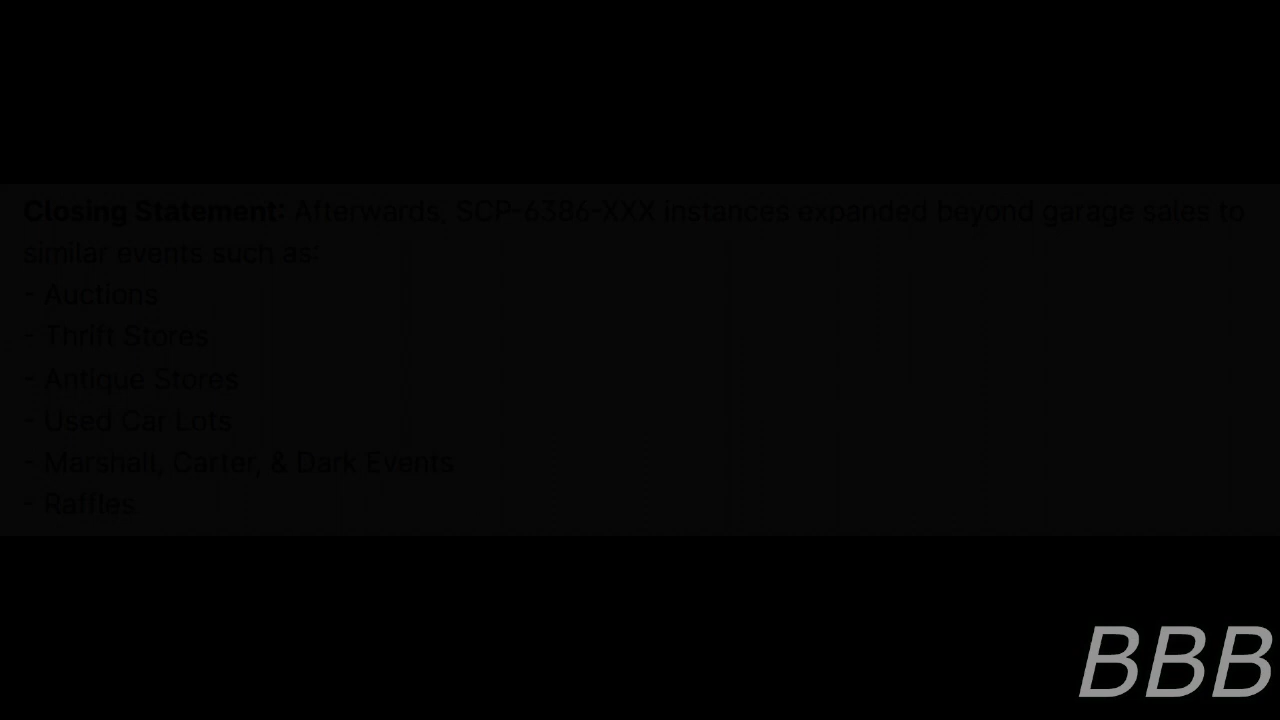 Closing Statement: Afterwards, SCP-6386-XXX instances expanded beyond garage sales to
similar events such as:
- Auctions
- Thrift Stores
- Antique Stores
- Used Car Lots
- Marshall, Carter, & Dark Events
- Raffles
BBB